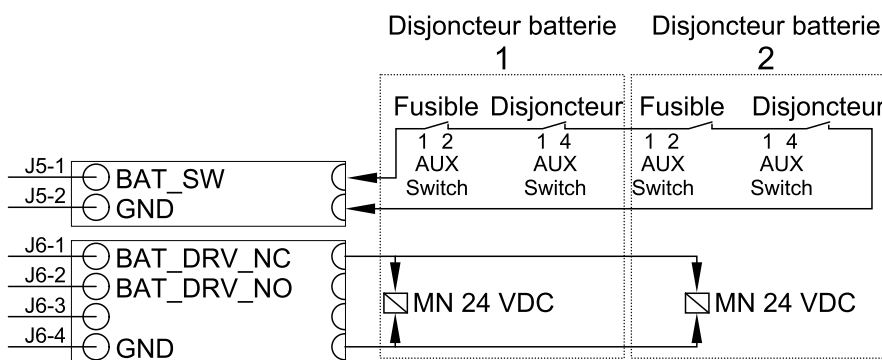 Disjoncteur batterie
1
Disjoncteur batterie
2
Fusible Disjoncteur
Fusible Disjoncteur
1 2
AUX
Switch
1 4
AUX
Switch
1 2
AUX
Switch
1 4
AUX
Switch
J5-1
BAT_SW
J5-2
GND
J6-1
BAT_DRV_NC
J6-2
BAT_DRV_NO
J6-3
J6-4
GND
MN 24 VDC
MN 24 VDC